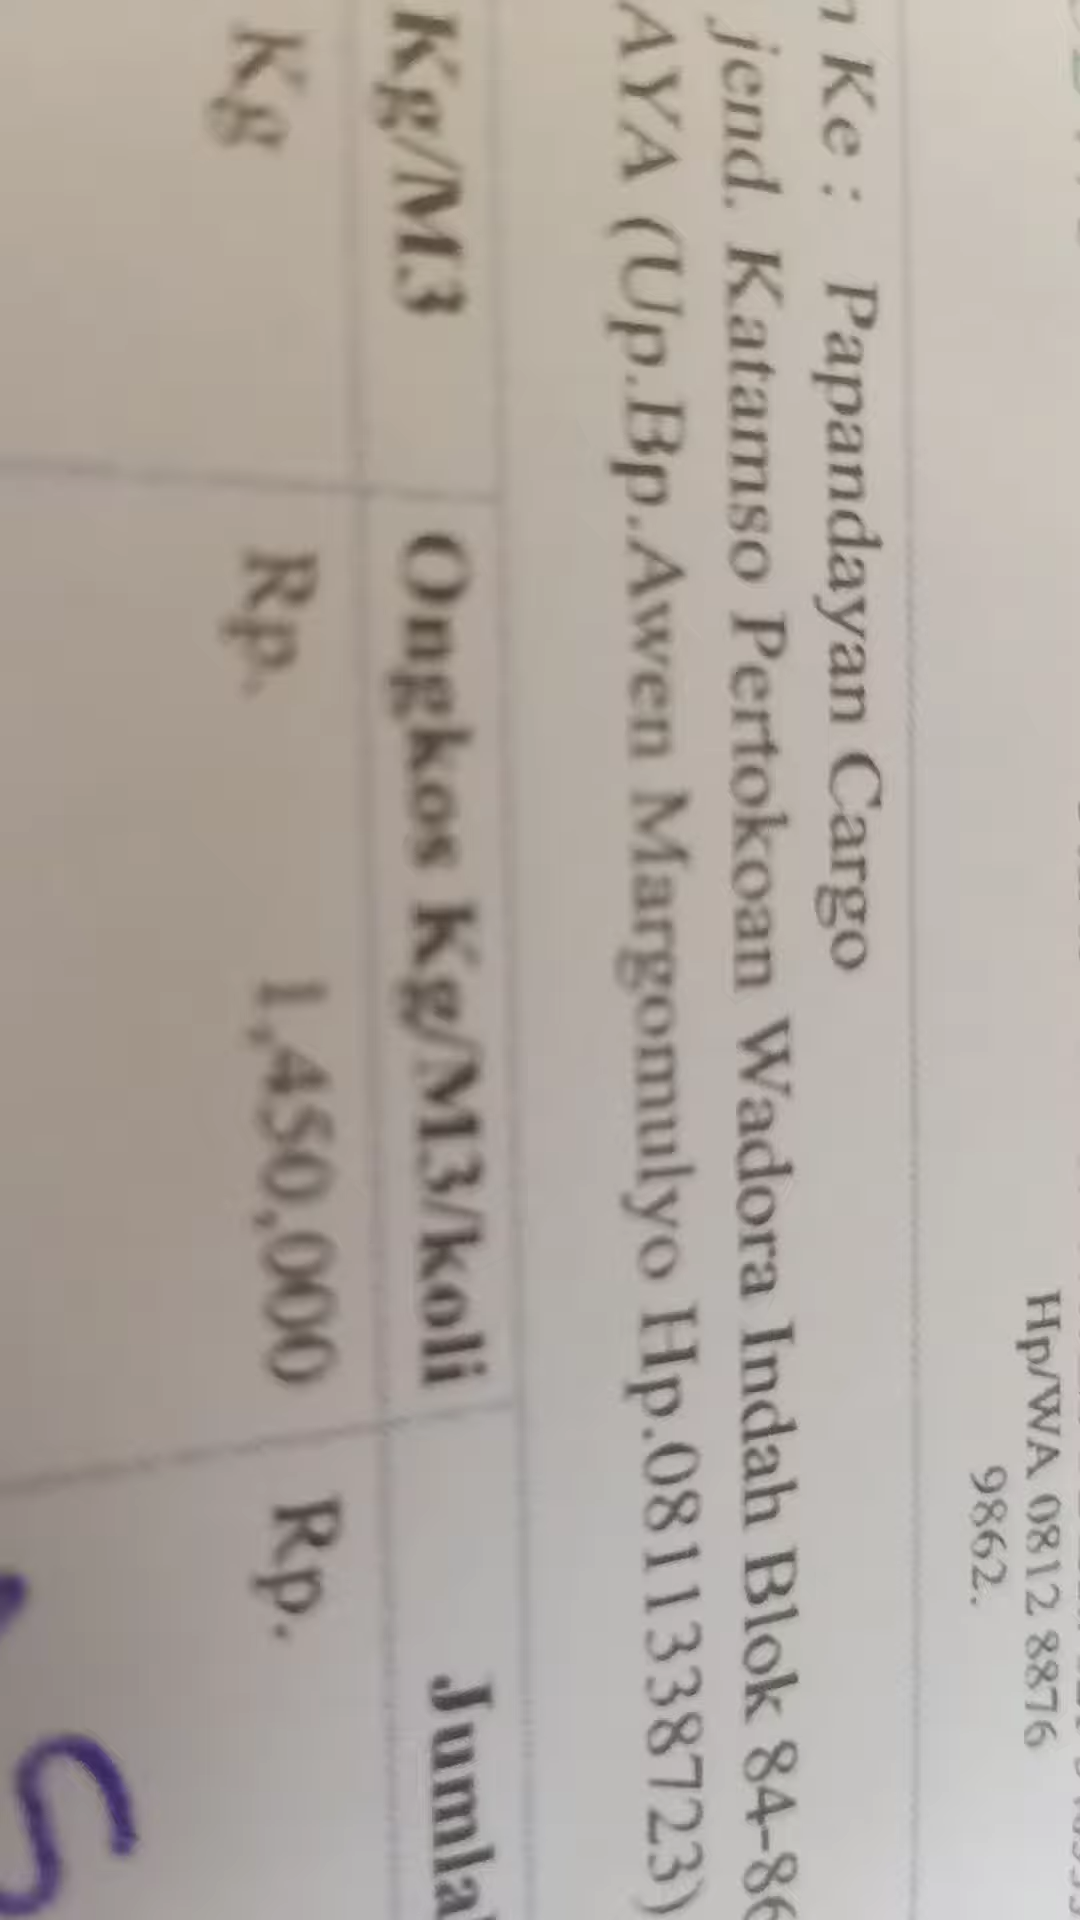 Hp/WA 0812 8876
9862.
Ke : Papandayan Cargo
jend. Katamso Pertokoan Wadora Indah Blok 84-86
AYA (Up.Bp.Awen Margomulyo Hp.08113387723)
Kg/M3 Ongkos Kg/M3/koli Jumla
Kg Rp. 1,450,000 Rp.